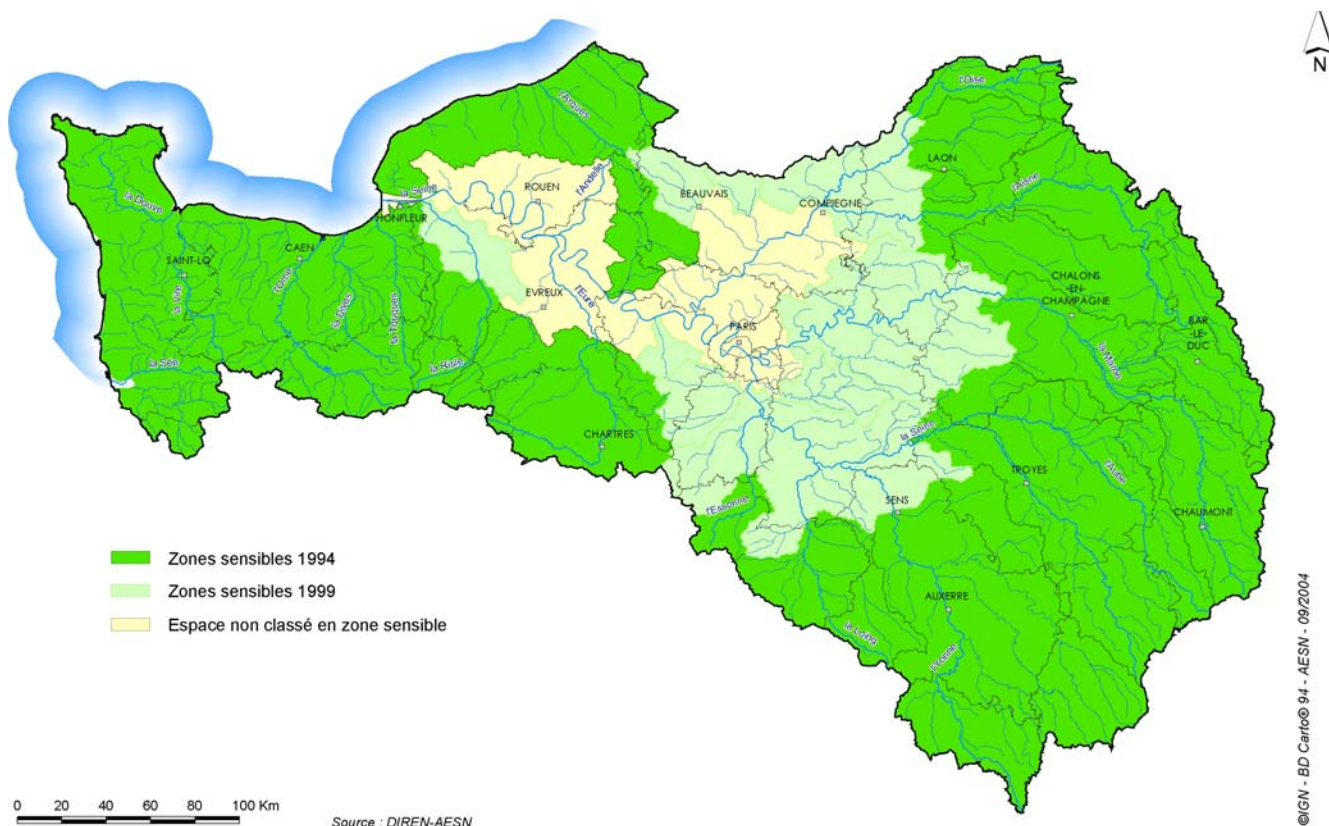 N
l'Oise
l'Arques
LAON
l'Aisne
la Seine
ROUEN
l'Andelle
BEAUVAIS
COMPIEGNE
la Douve
HONFLEUR
CAEN
SAINT-LO
la Vire
l'Orne
la Dives
la Touques
EVREUX
l'Eure
PARIS
CHALONS
-EN-
CHAMPAGNE
BAR
-LE-
DUC
la Marne
la Sée
la Risle
CHARTRES
la Seine
TROYES
l'Aube
l'Essonne
SENS
CHAUMONT
AUXERRE
le Loing
l'Yonne
Zones sensibles 1994
Zones sensibles 1999
Espace non classé en zone sensible
0 20 40 60 80 100 Km
Source : DIREN-AESN
©IGN - BD Carto® 94 - AESN - 09/2004